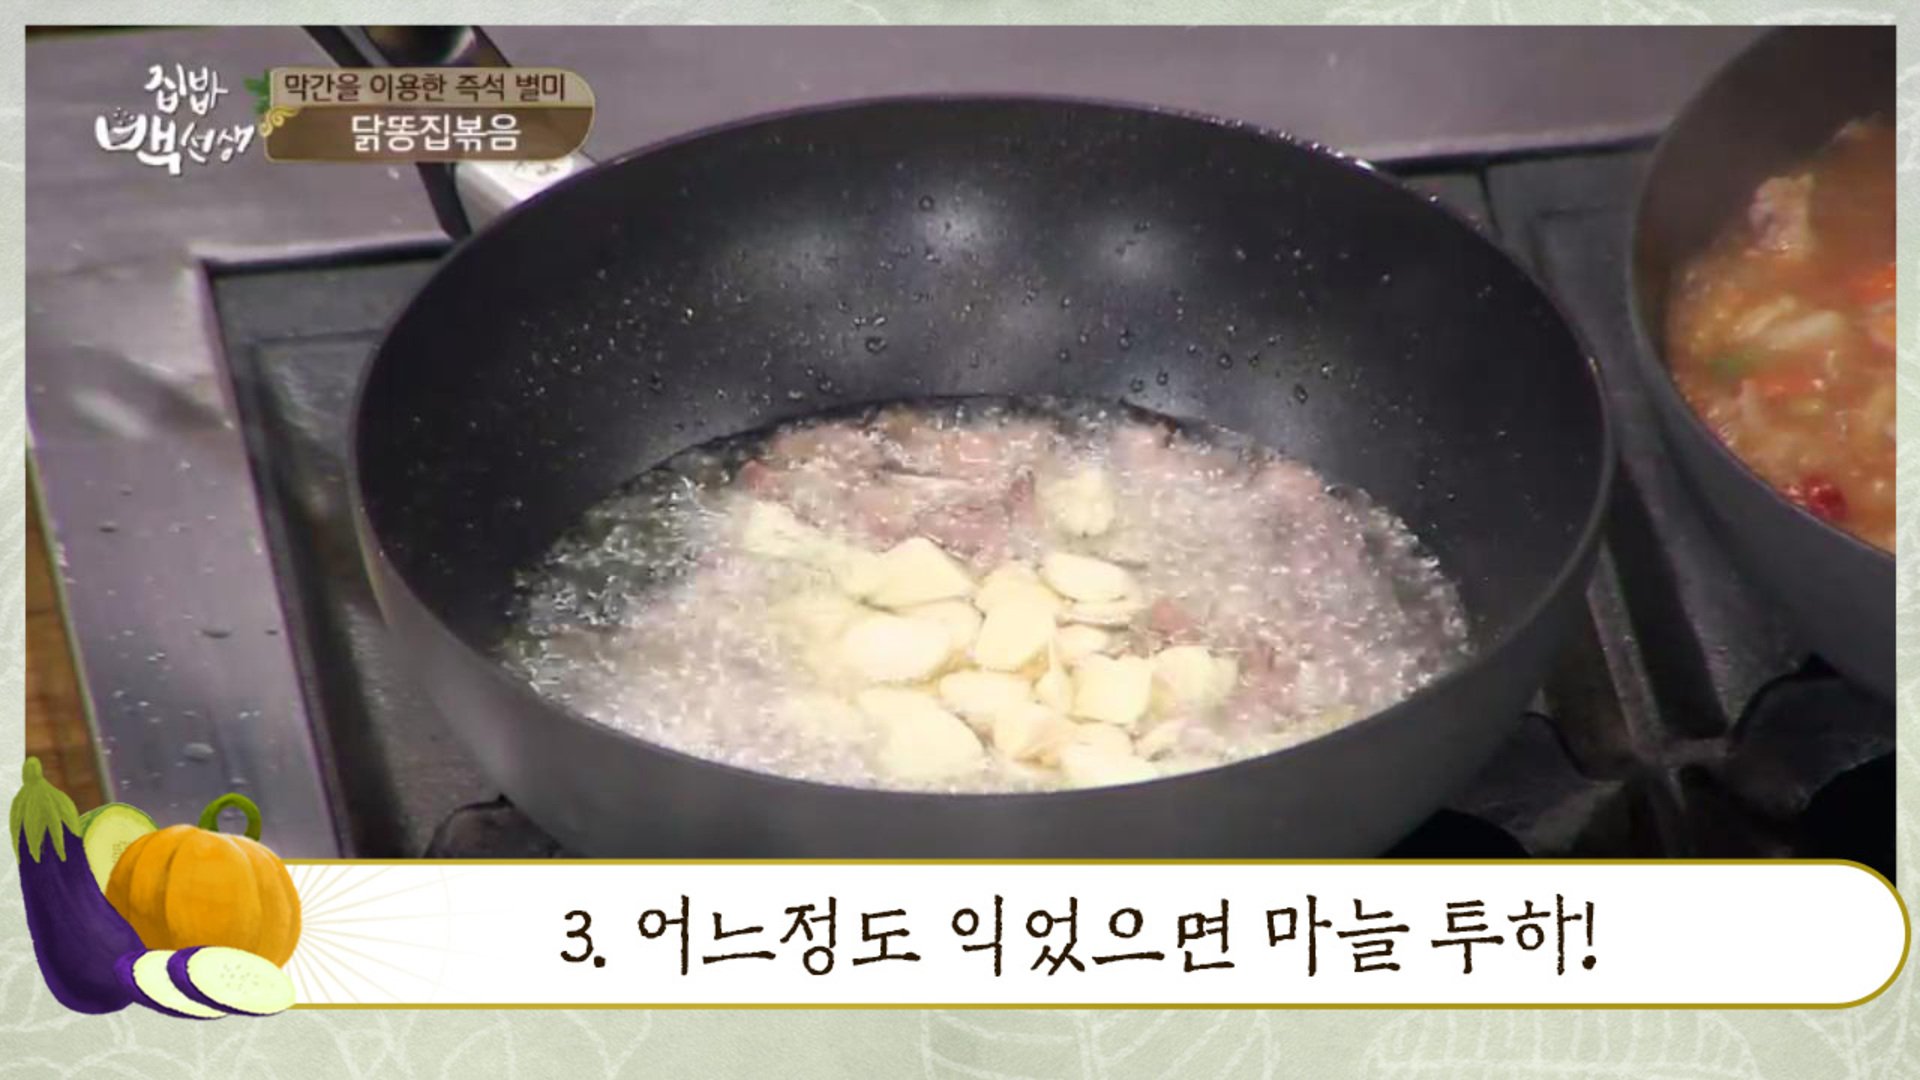 집밥
백선생
막간을 이용한 즉석 별미
닭똥집볶음
3. 어느정도 익었으면 마늘 투하!